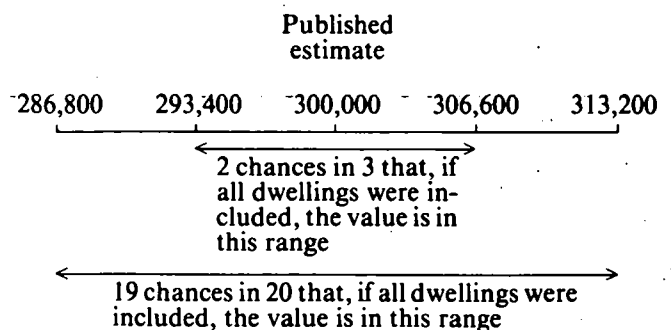 Published
estimate
286,800 293,400 300,000 306,600 313,200
2 chances in 3 that, if
all dwellings were in-
cluded, the value is in
this range
19 chances in 20 that, if all dwellings were
included, the value is in this range